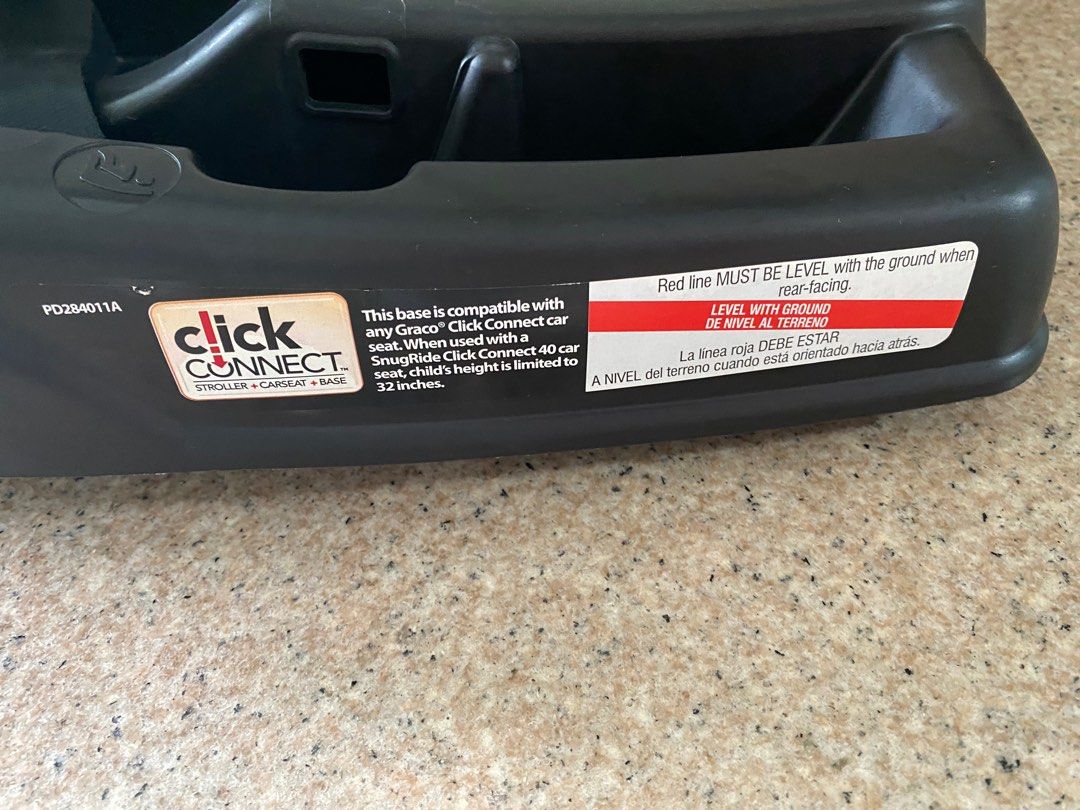 PD284011A
click
CONNECT™
STROLLER + CARSEAT + BASE
This base is compatible with
any Graco® Click Connect car
seat. When used with a
SnugRide Click Connect 40 car
seat, child's height is limited to
32 inches.
Red line MUST BE LEVEL with the ground when
rear-facing.
LEVEL WITH GROUND
DE NIVEL AL TERRENO
La línea roja DEBE ESTAR
A NIVEL del terreno cuando está orientado hacia atrás.